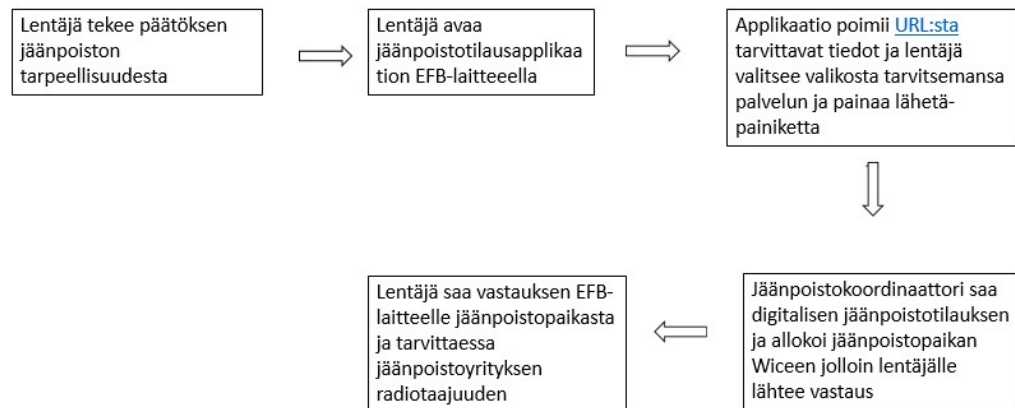 Lentäjä tekee päätöksen
jäänpoiston
tarpeellisuudesta
Lentäjä avaa
jäänpoistotilausapplikaa
tion EFB-laitteeella
Applikaatio poimii URL:sta
tarvittavat tiedot ja lentäjä
valitsee valikosta tarvitsemansa
palvelun ja painaa lähetä-
painiketta
Jäänpoistokoordinaattori saa
digitalisen jäänpoistotilauksen
ja allokoi jäänpoistopaikan
Wiceen jolloin lentäjälle
lähtee vastaus
Lentäjä saa vastauksen EFB-
laitteelle jäänpoistopaikasta
ja tarvittaessa
jäänpoistoyrityksen
radiotaajuuden